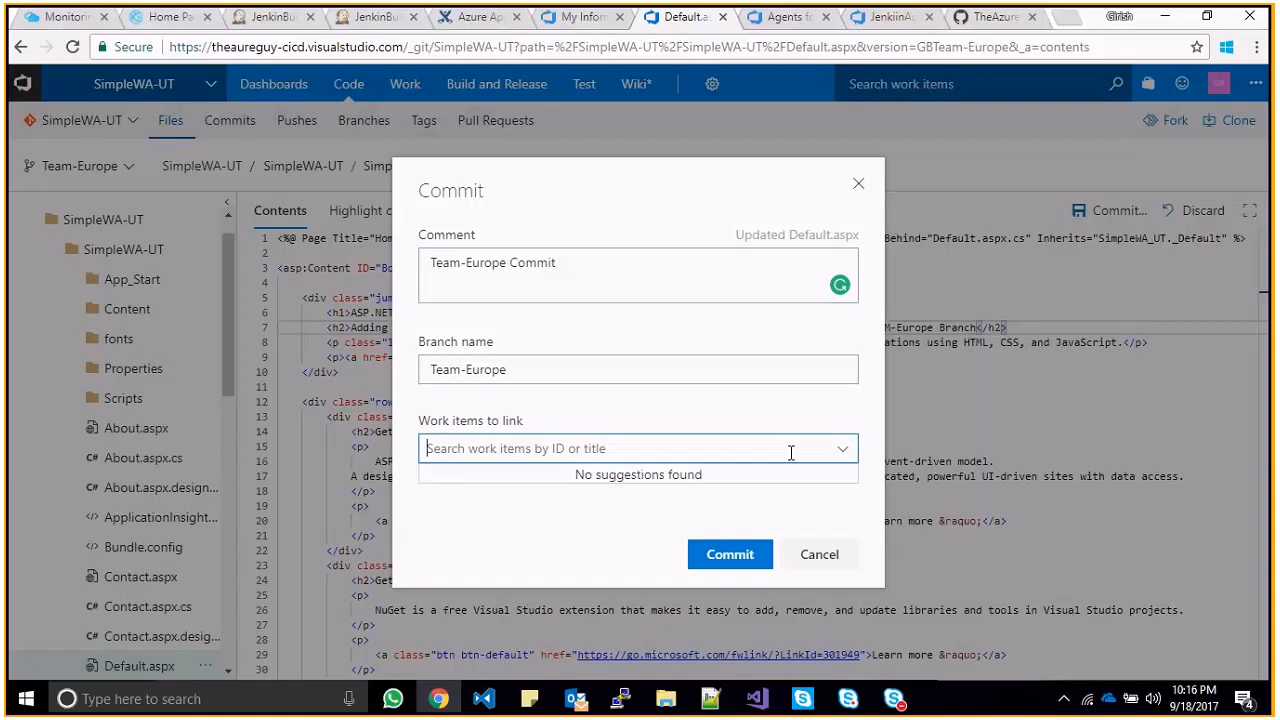 Monitorin
Home Pa
JenkinBu
JenkinBu
Azure Ap
My Infor
Default.as
Agents fo
JenkiinA
TheAzure
Girish
Secure
https://theaureguy-cicd.visualstudio.com/_git/SimpleWA-UT?path=%2FSimpleWA-UT%2FSimpleWA-UT%2FDefault.aspx&version=GBTeam-Europe&_a=contents
SimpleWA-UT
Dashboards
Code
Work
Build and Release
Test
Wiki*
Search work items
SimpleWA-UT
Files
Commits
Pushes
Branches
Tags
Pull Requests
Fork
Clone
Team-Europe
SimpleWA-UT / SimpleWA-UT / Simp
SimpleWA-UT
SimpleWA-UT
App_Start
Content
fonts
Properties
Scripts
C# About.aspx
C# About.aspx.cs
C# About.aspx.design...
ApplicationInsight...
Bundle.config
C# Contact.aspx
C# Contact.aspx.cs
C# Contact.aspx.desig...
Default.aspx ...
Contents
Highlight c
Commit...
Discard
1 <%@ Page Title="Hom
Behind="Default.aspx.cs" Inherits="SimpleWA_UT._Default" %>
2
3 <asp:Content ID="Bo
4
5 <div class="jum
6 <h1>ASP.NET
7 <h2>Adding
M-Europe Branch</h2>
8 <p class="l
ations using HTML, CSS, and JavaScript.</p>
9 <p><a href=
10 </div>
11
12 <div class="row
13 <div class=
14 <h2>Get
15 <p>
16 ASP
vent-driven model.
17 A desig
cated, powerful UI-driven sites with data access.
18 </p>
19 <p>
20 <a
arn more &raquo;</a>
21 </p>
22 </div>
23 <div class=
24 <h2>Get
25 <p>
26 NuGet is a free Visual Studio extension that makes it easy to add, remove, and update libraries and tools in Visual Studio projects.
27 </p>
28 <p>
29 <a class="btn btn-default" href="https://go.microsoft.com/fwlink/?LinkId=301949">Learn more &raquo;</a>
30 </p>
Commit
Comment
Updated Default.aspx
Team-Europe Commit
Branch name
Team-Europe
Work items to link
Search work items by ID or title
No suggestions found
Commit
Cancel
Type here to search
10:16 PM
9/18/2017
4